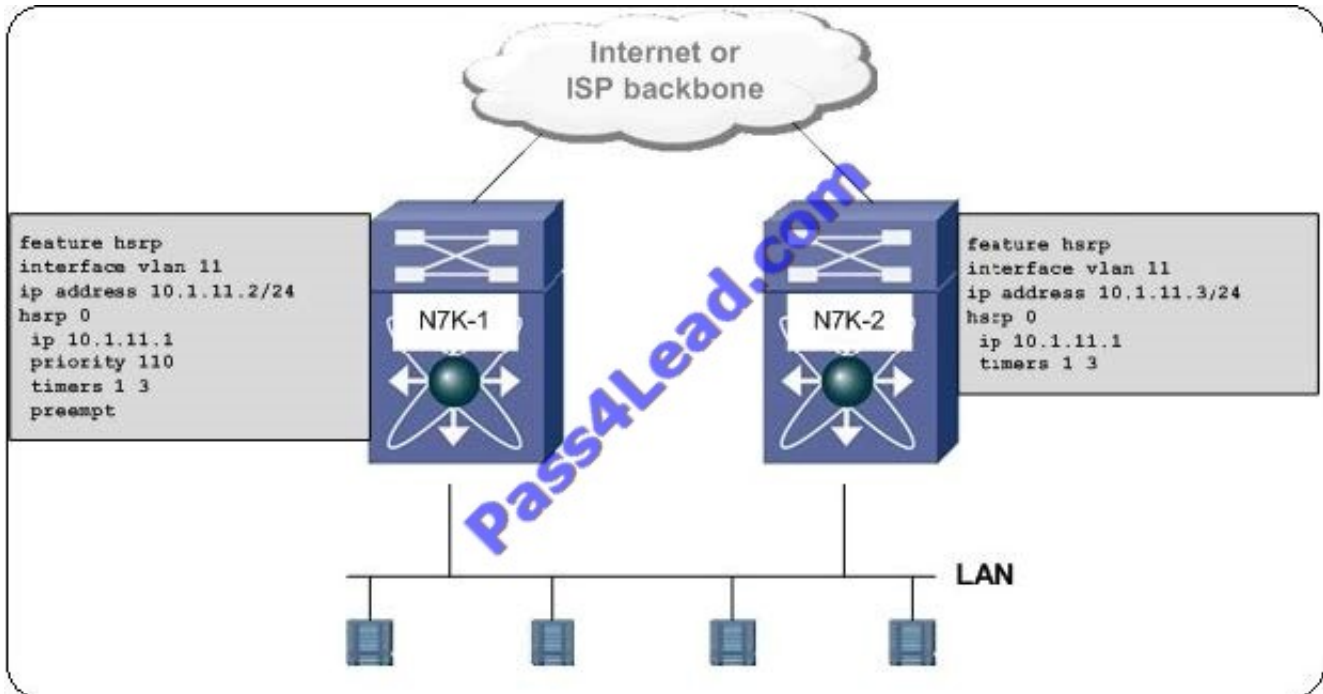 Internet or
ISP backbone
feature hsrp
interface vlan 11
ip address 10.1.11.2/24
hsrp 0
ip 10.1.11.1
priority 110
timers 1 3
preempt
N7K-1
N7K-2
feature hsrp
interface vlan 11
ip address 10.1.11.3/24
hsrp 0
ip 10.1.11.1
timers 1 3
Pass4Lead.com
LAN